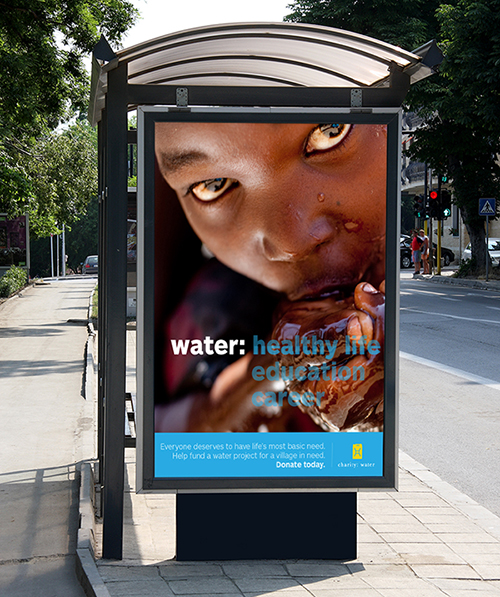 water: healthy life
education
career
Everyone deserves to have life's most basic need.
Help fund a water project for a village in need.
Donate today.
charity: water